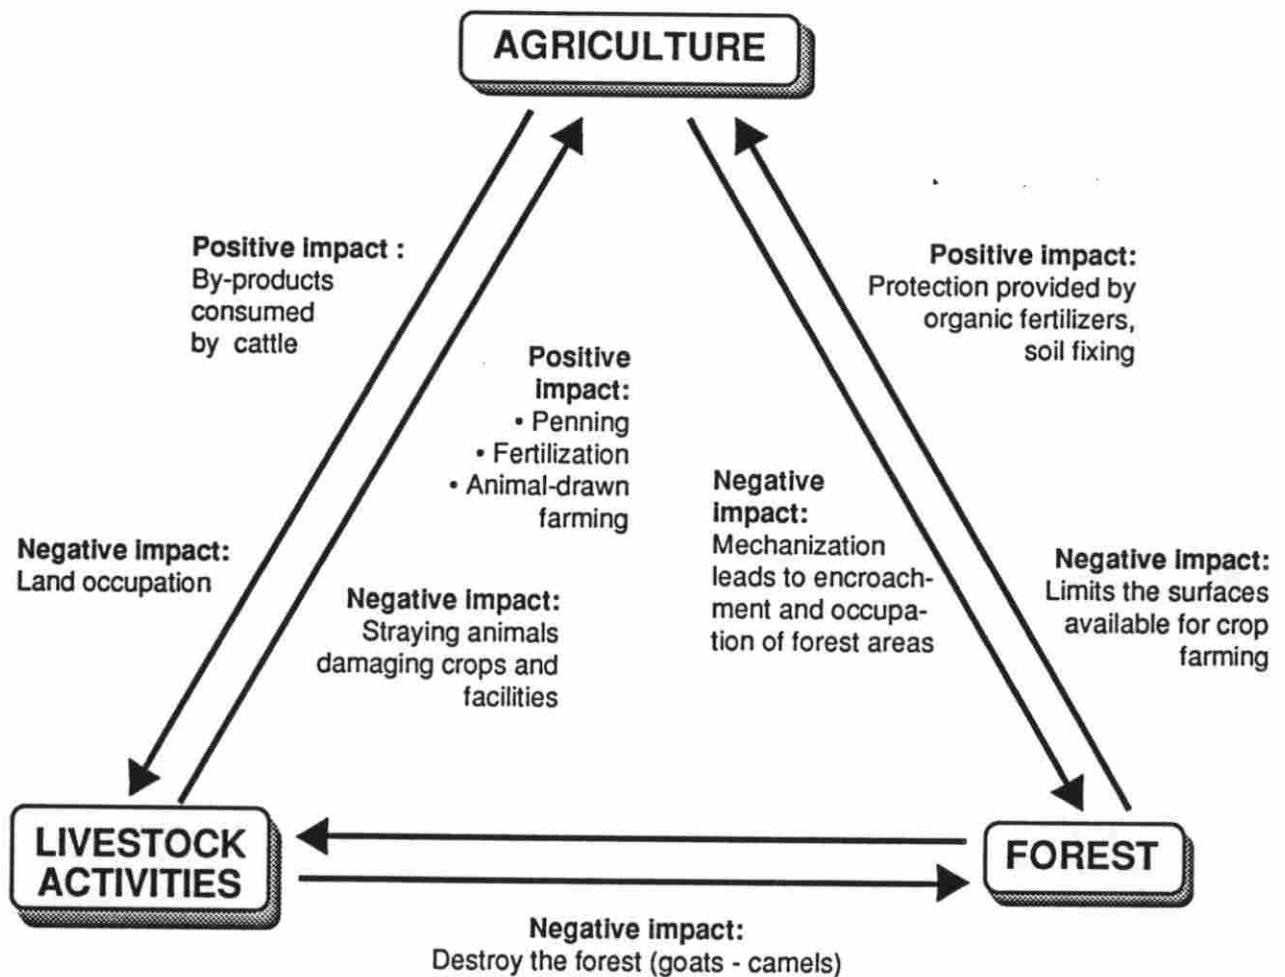 AGRICULTURE
Positive impact :
By-products
consumed
by cattle
Positive impact:
Protection provided by
organic fertilizers,
soil fixing
Positive
impact:
• Penning
• Fertilization
• Animal-drawn
farming
Negative
impact:
Mechanization
leads to encroach-
ment and occupa-
tion of forest areas
Negative impact:
Land occupation
Negative impact:
Straying animals
damaging crops and
facilities
Negative impact:
Limits the surfaces
available for crop
farming
LIVESTOCK
ACTIVITIES
FOREST
Negative impact:
Destroy the forest (goats - camels)